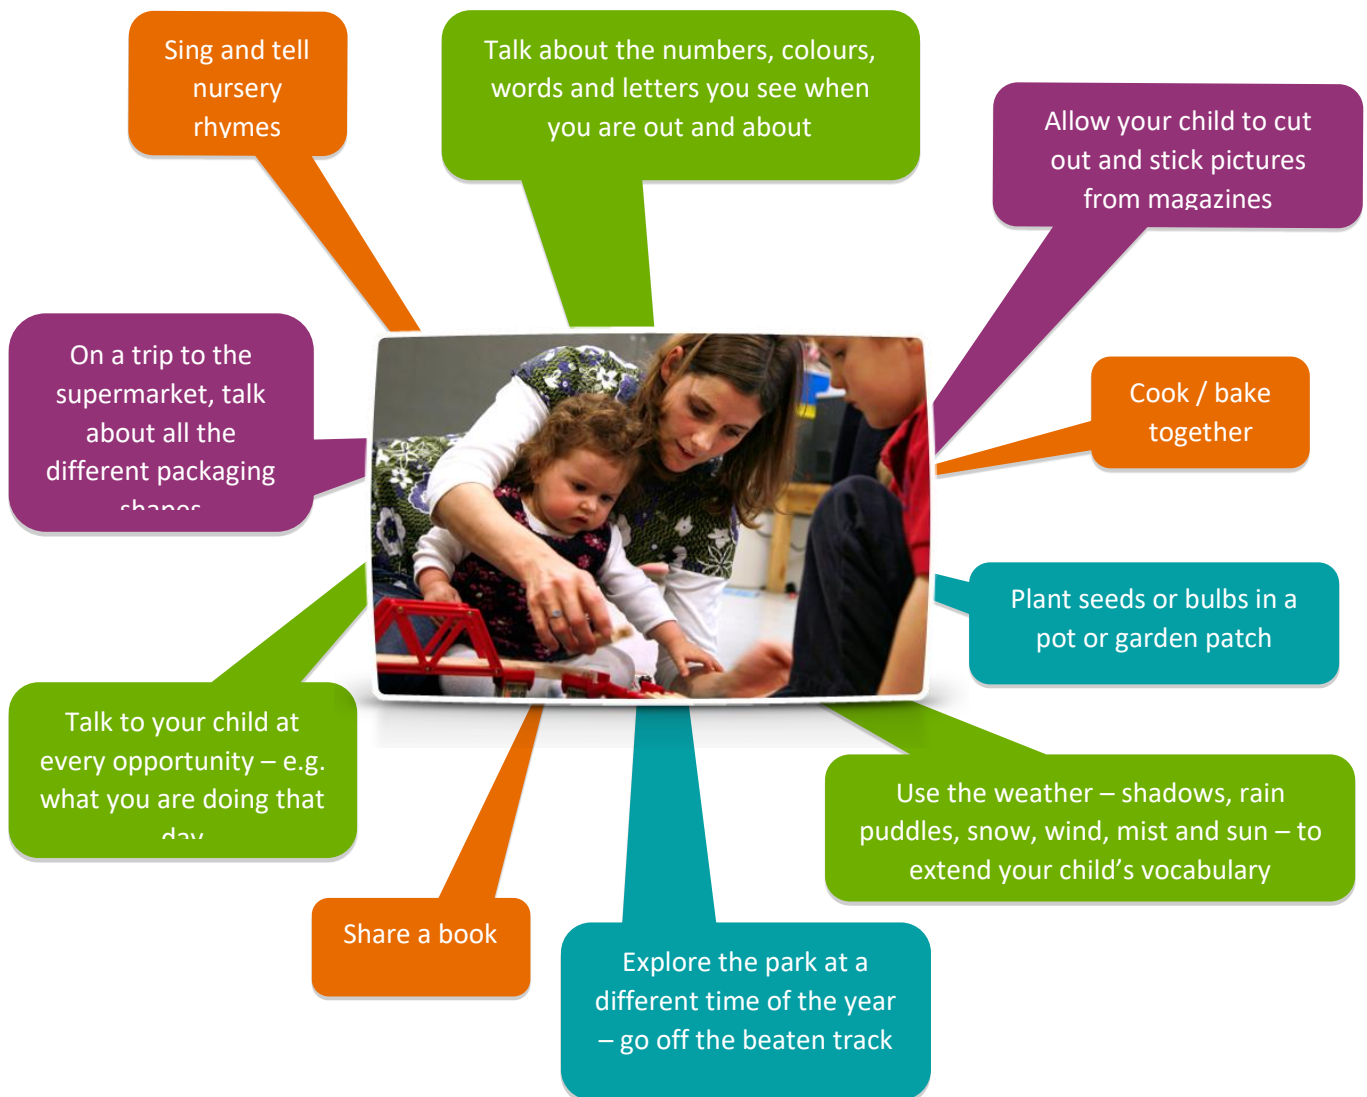 Sing and tell
nursery
rhymes
Talk about the numbers, colours,
words and letters you see when
you are out and about
Allow your child to cut
out and stick pictures
from magazines
On a trip to the
supermarket, talk
about all the
different packaging
shapes
Cook / bake
together
Plant seeds or bulbs in a
pot or garden patch
Talk to your child at
every opportunity – e.g.
what you are doing that
day
Use the weather – shadows, rain
puddles, snow, wind, mist and sun – to
extend your child’s vocabulary
Share a book
Explore the park at a
different time of the year
– go off the beaten track